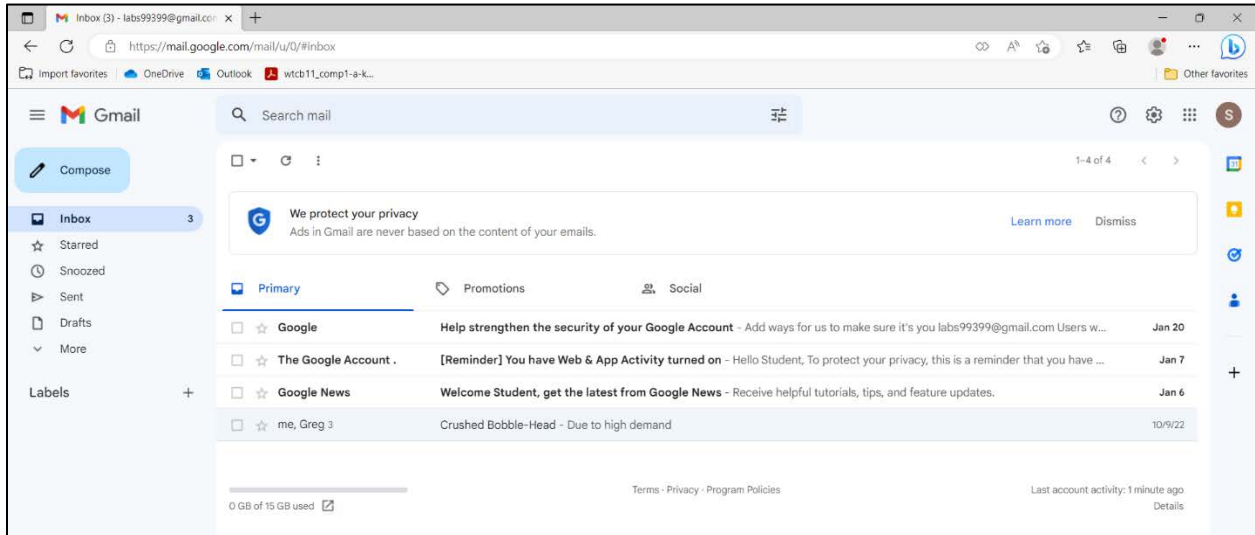 Inbox (3) - labs99399@gmail.con
https://mail.google.com/mail/u/0/#inbox
Import favorites OneDrive Outlook wtcb11_comp1-a-k... Other favorites
Gmail Search mail S
Compose 1–4 of 4
We protect your privacy
Ads in Gmail are never based on the content of your emails.
Learn more Dismiss
Inbox 3
Starred
Snoozed
Sent
Drafts
More
Labels
Primary Promotions Social
Google Help strengthen the security of your Google Account - Add ways for us to make sure it's you labs99399@gmail.com Users w... Jan 20
The Google Account . [Reminder] You have Web & App Activity turned on - Hello Student, To protect your privacy, this is a reminder that you have ... Jan 7
Google News Welcome Student, get the latest from Google News - Receive helpful tutorials, tips, and feature updates. Jan 6
me, Greg 3 Crushed Bobble-Head - Due to high demand 10/9/22
0 GB of 15 GB used
Terms · Privacy · Program Policies
Last account activity: 1 minute ago
Details
31